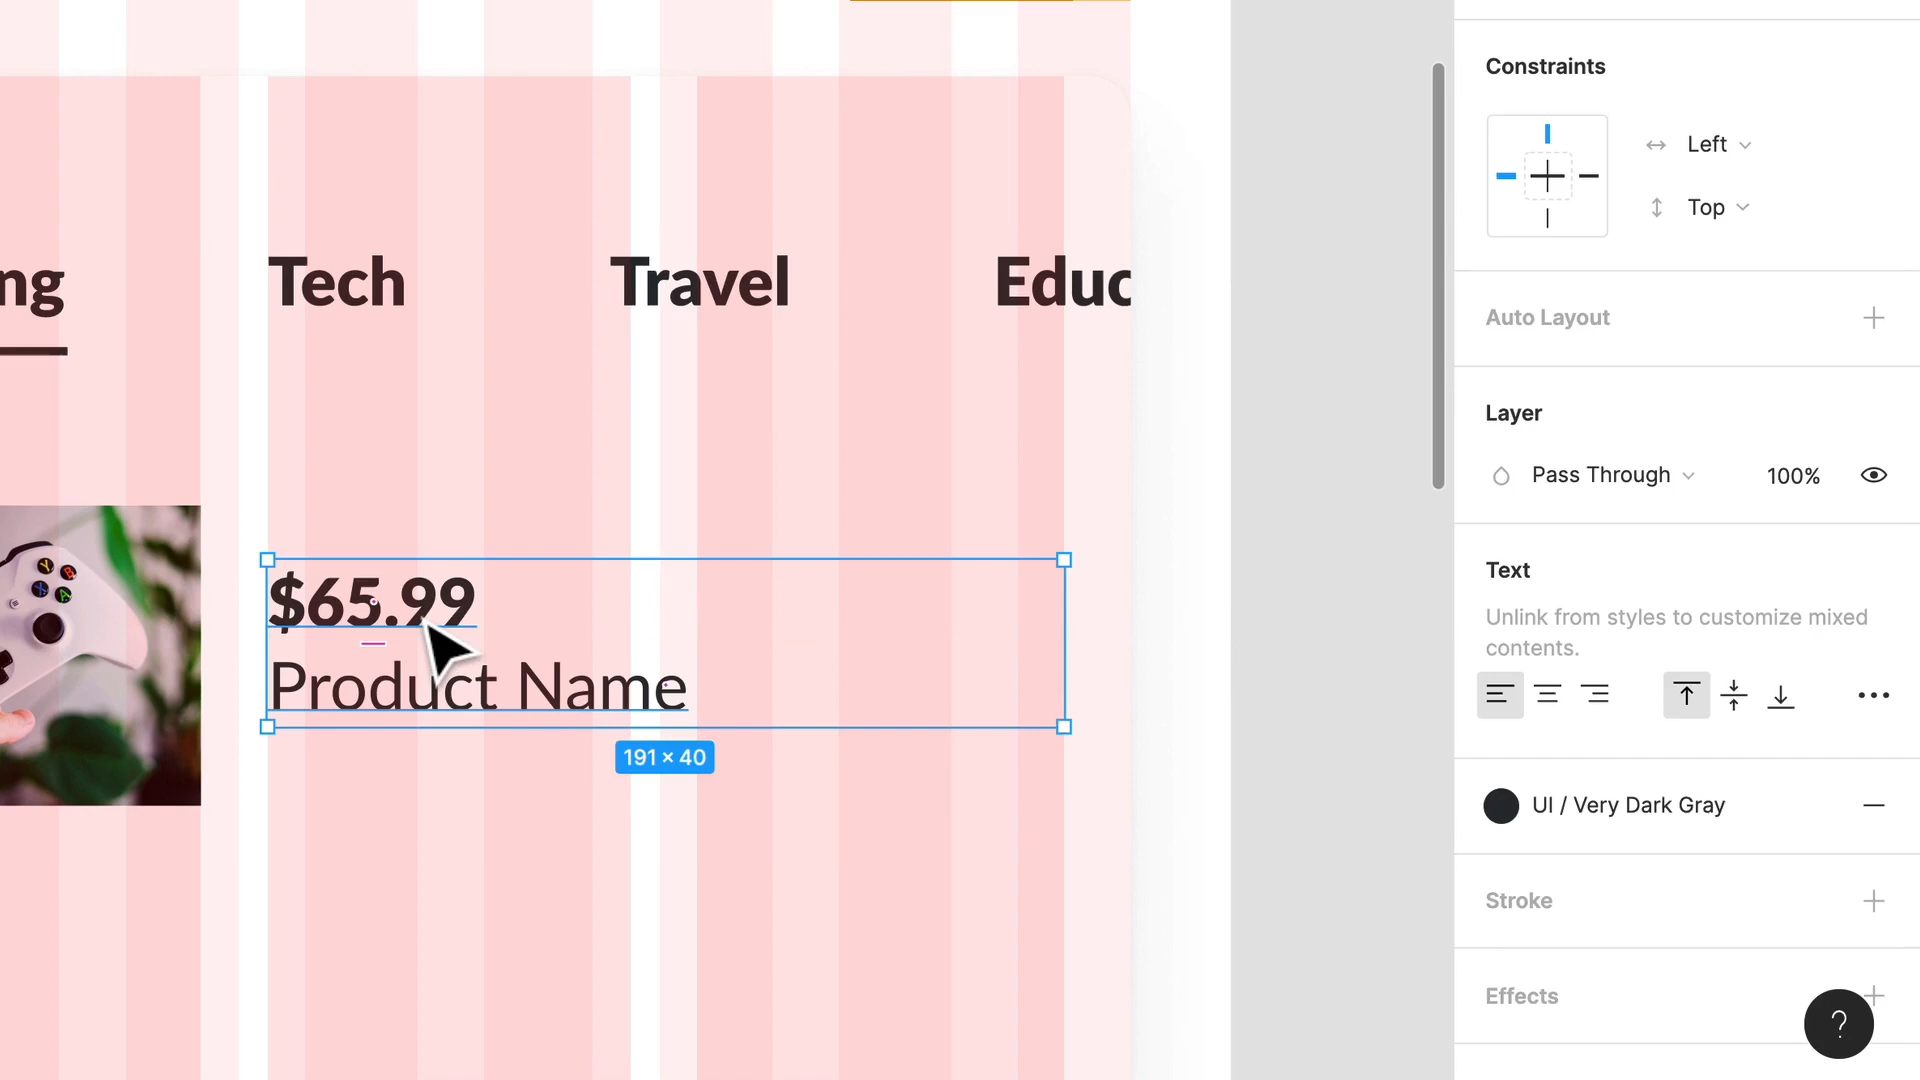 ng Tech Travel Educ
$65.99
Product Name
191 × 40
Y
B
X
A
Constraints
Left
Top
Auto Layout
Layer
Pass Through 100%
Text
Unlink from styles to customize mixed
contents.
UI / Very Dark Gray
Stroke
Effects
?